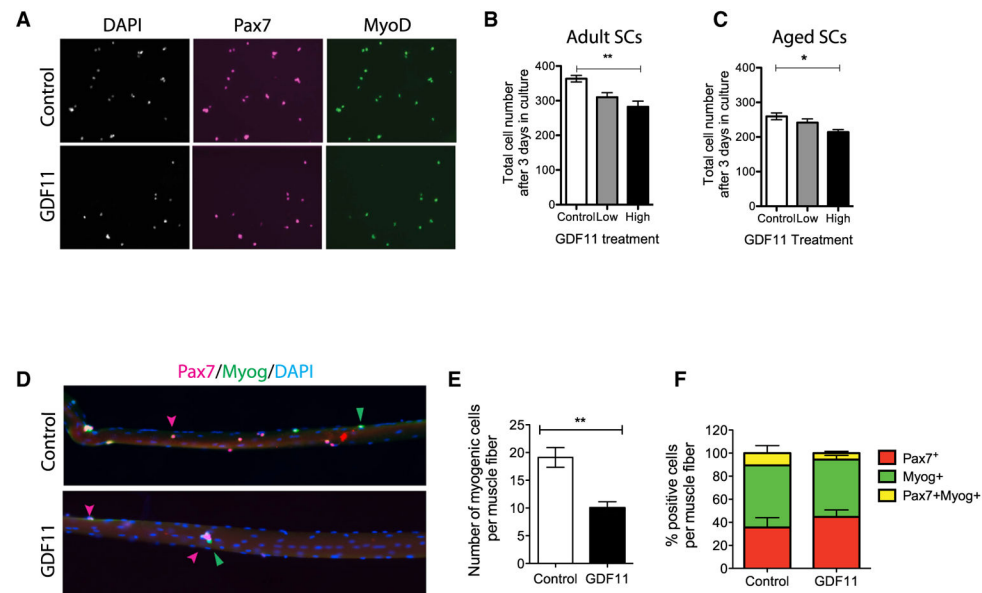 A
DAPI Pax7 MyoD
Control
GDF11
B
Adult SCs
**
Total cell number
after 3 days in culture
400
300
200
100
0
Control Low High
GDF11 treatment
C
Aged SCs
*
Total cell number
after 3 days in culture
400
300
200
100
0
Control Low High
GDF11 Treatment
D
Pax7/Myog/DAPI
Control
GDF11
E
**
Number of myogenic cells
per muscle fiber
25
20
15
10
5
0
Control GDF11
F
% positive cells
per muscle fiber
120
100
80
60
40
20
0
Control GDF11
Pax7+
Myog+
Pax7+Myog+